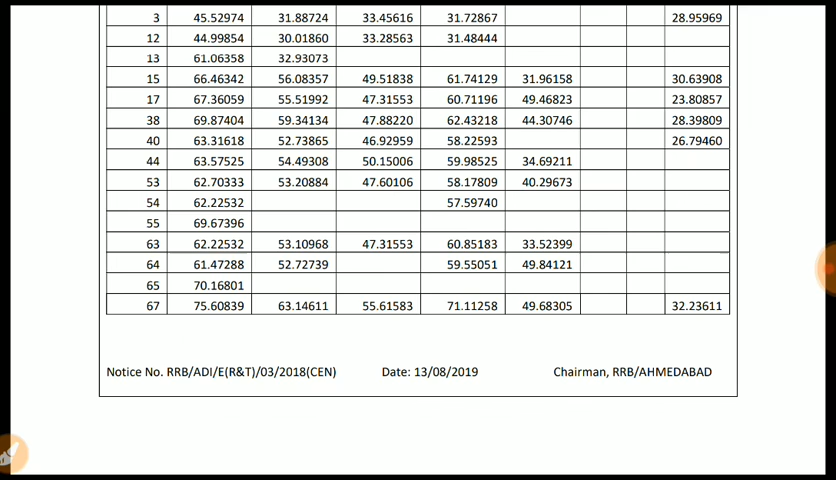 3 45.52974 31.88724 33.45616 31.72867 28.95969
12 44.99854 30.01860 33.28563 31.48444
13 61.06358 32.93073
15 66.46342 56.08357 49.51838 61.74129 31.96158 30.63908
17 67.36059 55.51992 47.31553 60.71196 49.46823 23.80857
38 69.87404 59.34134 47.88220 62.43218 44.30746 28.39809
40 63.31618 52.73865 46.92959 58.22593 26.79460
44 63.57525 54.49308 50.15006 59.98525 34.69211
53 62.70333 53.20884 47.60106 58.17809 40.29673
54 62.22532 57.59740
55 69.67396
63 62.22532 53.10968 47.31553 60.85183 33.52399
64 61.47288 52.72739 59.55051 49.84121
65 70.16801
67 75.60839 63.14611 55.61583 71.11258 49.68305 32.23611
Notice No. RRB/ADI/E(R&T)/03/2018(CEN) Date: 13/08/2019 Chairman, RRB/AHMEDABAD